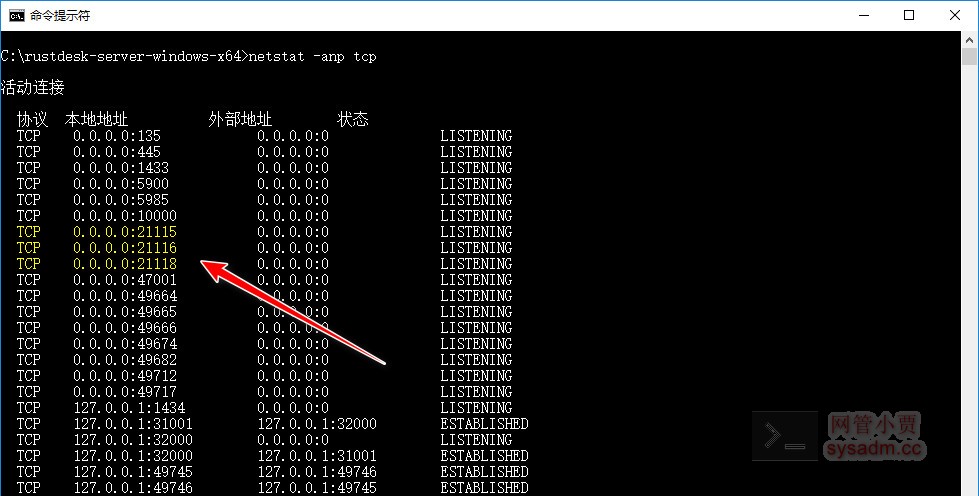 命令提示符
C:\rustdesk-server-windows-x64>netstat -anp tcp
活动连接
协议 本地地址 外部地址 状态
TCP 0.0.0.0:135 0.0.0.0:0 LISTENING
TCP 0.0.0.0:445 0.0.0.0:0 LISTENING
TCP 0.0.0.0:1433 0.0.0.0:0 LISTENING
TCP 0.0.0.0:5900 0.0.0.0:0 LISTENING
TCP 0.0.0.0:5985 0.0.0.0:0 LISTENING
TCP 0.0.0.0:10000 0.0.0.0:0 LISTENING
TCP 0.0.0.0:21115 0.0.0.0:0 LISTENING
TCP 0.0.0.0:21116 0.0.0.0:0 LISTENING
TCP 0.0.0.0:21118 0.0.0.0:0 LISTENING
TCP 0.0.0.0:47001 0.0.0.0:0 LISTENING
TCP 0.0.0.0:49664 0.0.0.0:0 LISTENING
TCP 0.0.0.0:49665 0.0.0.0:0 LISTENING
TCP 0.0.0.0:49666 0.0.0.0:0 LISTENING
TCP 0.0.0.0:49674 0.0.0.0:0 LISTENING
TCP 0.0.0.0:49682 0.0.0.0:0 LISTENING
TCP 0.0.0.0:49712 0.0.0.0:0 LISTENING
TCP 0.0.0.0:49717 0.0.0.0:0 LISTENING
TCP 127.0.0.1:1434 0.0.0.0:0 LISTENING
TCP 127.0.0.1:31001 127.0.0.1:32000 ESTABLISHED
TCP 127.0.0.1:32000 0.0.0.0:0 LISTENING
TCP 127.0.0.1:32000 127.0.0.1:31001 ESTABLISHED
TCP 127.0.0.1:49745 127.0.0.1:49746 ESTABLISHED
TCP 127.0.0.1:49746 127.0.0.1:49745 ESTABLISHED
网管小贾
sysadm.cc